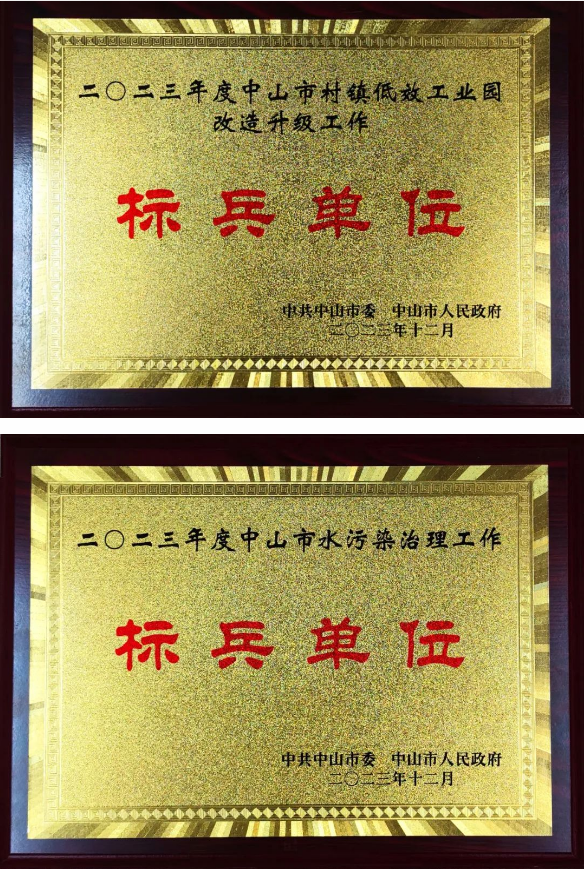 二〇二三年度中山市村镇低效工业园
改造升级工作
标兵单位
中共中山市委 中山市人民政府
二〇二三年十二月
二〇二三年度中山市水污染治理工作
标兵单位
中共中山市委 中山市人民政府
二〇二三年十二月